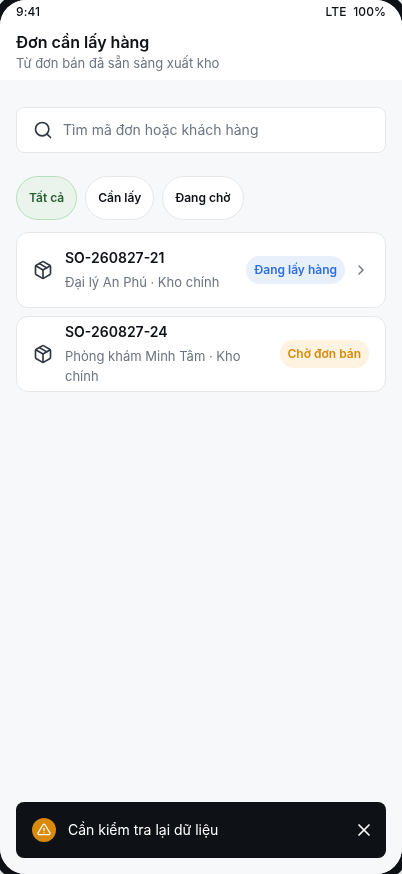 9:41
LTE 100%
Đơn cần lấy hàng
Từ đơn bán đã sẵn sàng xuất kho
Tìm mã đơn hoặc khách hàng
Tất cả
Cần lấy
Đang chờ
SO-260827-21
Đại lý An Phú · Kho chính
Đang lấy hàng
SO-260827-24
Phòng khám Minh Tâm · Kho
chính
Chờ đơn bán
Cần kiểm tra lại dữ liệu